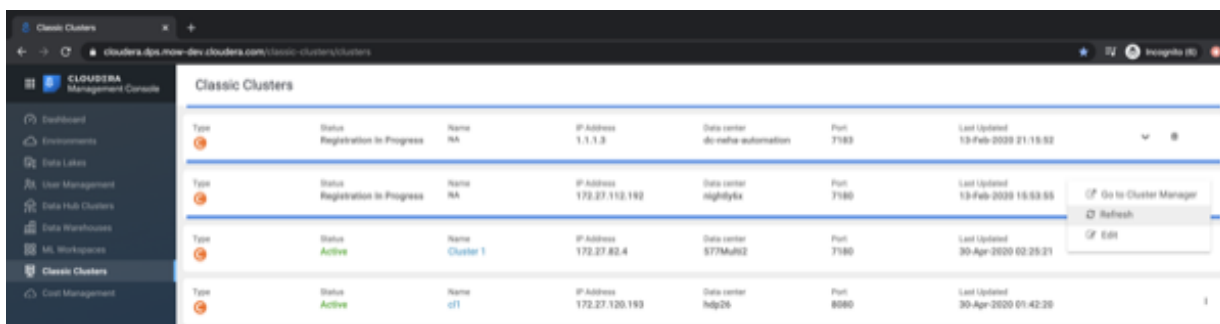 Classic Clusters
cloudera.dps.mow-dev.cloudera.com/classic-clusters/clusters
Incognito (6)
CLOUDERA
Management Console
Dashboard
Environments
Data Lakes
User Management
Data Hub Clusters
Data Warehouses
ML Workspaces
Classic Clusters
Cost Management
Classic Clusters
Type Status Name IP Address Data center Port Last Updated
Registration In Progress NA 1.1.1.3 dc-neha-automation 7183 13-Feb-2020 21:15:52
Type Status Name IP Address Data center Port Last Updated
Registration In Progress NA 172.27.112.192 nightly6x 7180 13-Feb-2020 15:53:55
Go to Cluster Manager
Refresh
Edit
Type Status Name IP Address Data center Port Last Updated
Active Cluster 1 172.27.82.4 577Multi2 7180 30-Apr-2020 02:25:21
Type Status Name IP Address Data center Port Last Updated
Active cl1 172.27.120.193 hdp26 8080 30-Apr-2020 01:42:20